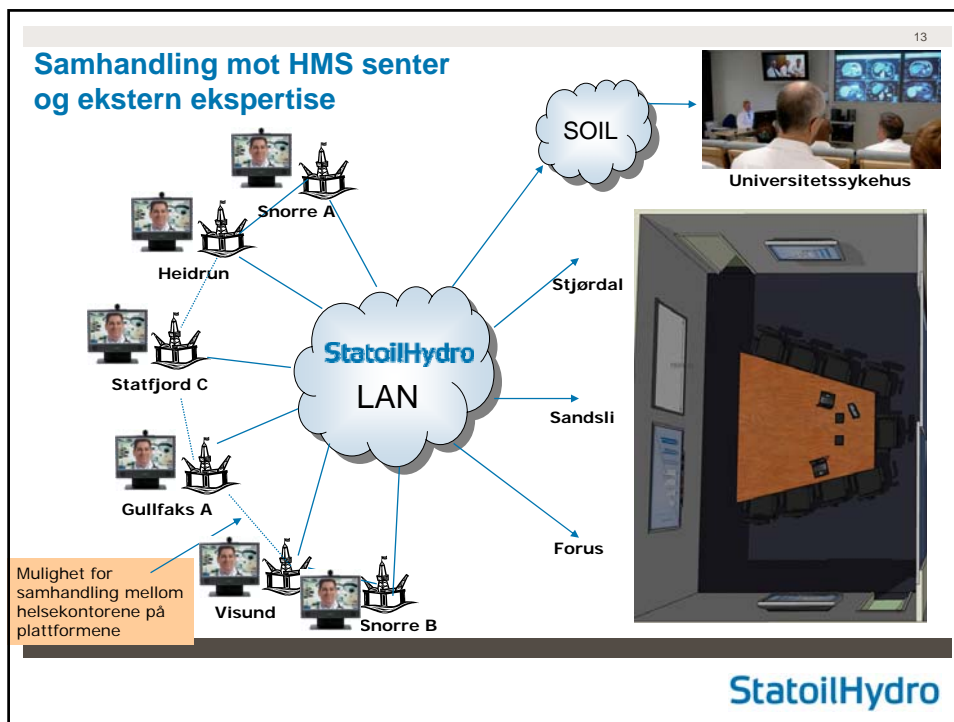 13
Samhandling mot HMS senter
og ekstern ekspertise
SOIL
Universitetssykehus
Snorre A
Heidrun
Stjørdal
StatoilHydro
LAN
Statfjord C
Sandsli
Gullfaks A
Forus
Mulighet for
samhandling mellom
helsekontorene på
plattformene
Visund
Snorre B
StatoilHydro